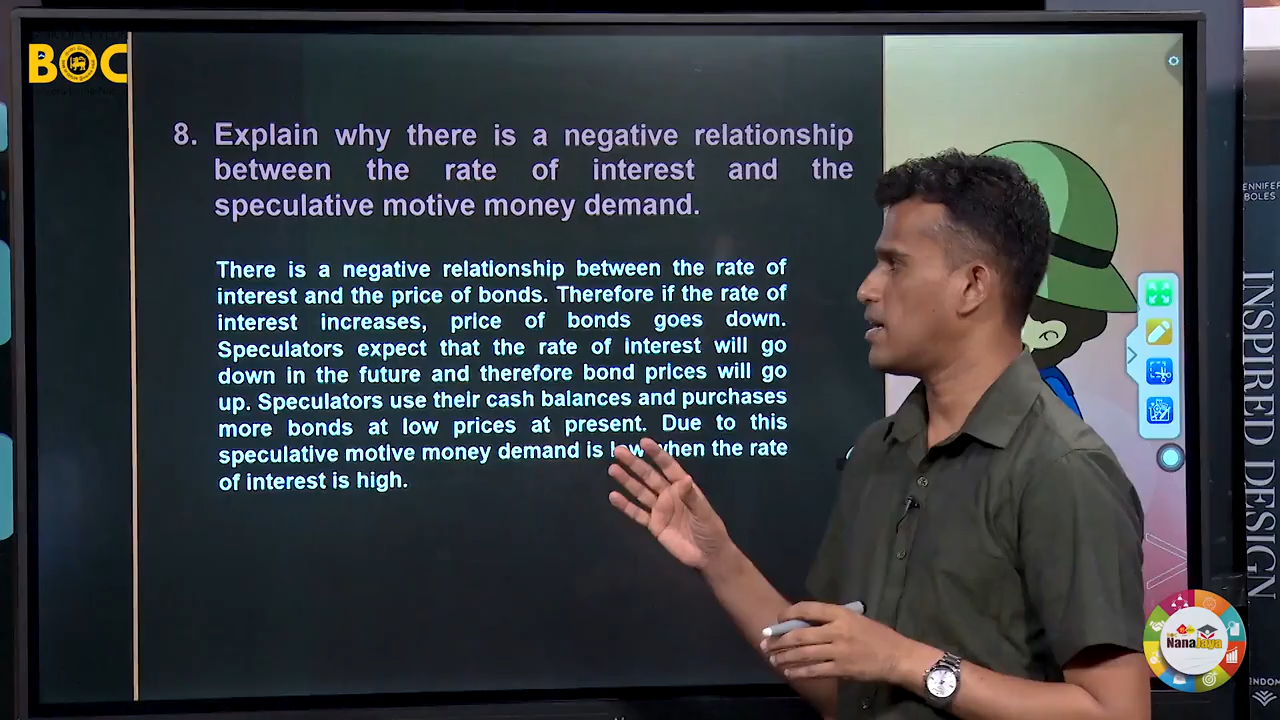 BOC
8. Explain why there is a negative relationship
between the rate of interest and the
speculative motive money demand.
There is a negative relationship between the rate of
interest and the price of bonds. Therefore if the rate of
interest increases, price of bonds goes down.
Speculators expect that the rate of interest will go
down in the future and therefore bond prices will go
up. Speculators use their cash balances and purchases
more bonds at low prices at present. Due to this
speculative motive money demand is low when the rate
of interest is high.
ENNIFER
BOLES
INSPIRED DESIGN
NanaJaya